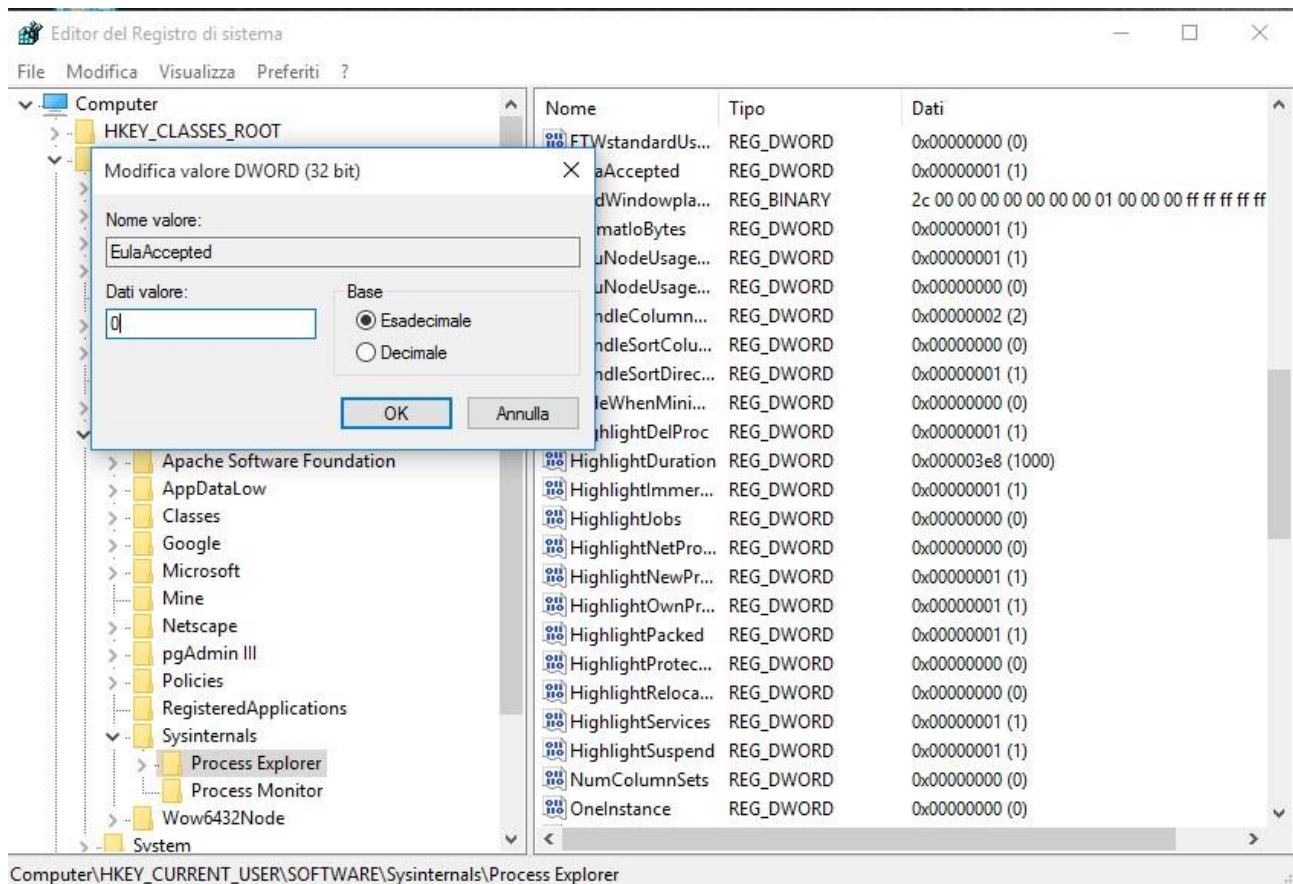 Editor del Registro di sistema
File Modifica Visualizza Preferiti ?
Computer
HKEY_CLASSES_ROOT
Modifica valore DWORD (32 bit)
Nome valore:
EulaAccepted
Dati valore:
0
Base
Esadecimale
Decimale
OK Annulla
Apache Software Foundation
AppDataLow
Classes
Google
Microsoft
Mine
Netscape
pgAdmin III
Policies
RegisteredApplications
Sysinternals
Process Explorer
Process Monitor
Wow6432Node
System
Nome Tipo Dati
ETWstandardUs... REG_DWORD 0x00000000 (0)
aAccepted REG_DWORD 0x00000001 (1)
dWindowpla... REG_BINARY 2c 00 00 00 00 00 00 00 01 00 00 00 ff ff ff ff ff
matIoBytes REG_DWORD 0x00000001 (1)
uNodeUsage... REG_DWORD 0x00000001 (1)
uNodeUsage... REG_DWORD 0x00000000 (0)
ndleColumn... REG_DWORD 0x00000002 (2)
ndleSortColu... REG_DWORD 0x00000000 (0)
ndleSortDirec... REG_DWORD 0x00000001 (1)
leWhenMini... REG_DWORD 0x00000000 (0)
hlightDelProc REG_DWORD 0x00000001 (1)
HighlightDuration REG_DWORD 0x000003e8 (1000)
HighlightImmer... REG_DWORD 0x00000001 (1)
HighlightJobs REG_DWORD 0x00000000 (0)
HighlightNetPro... REG_DWORD 0x00000000 (0)
HighlightNewPr... REG_DWORD 0x00000001 (1)
HighlightOwnPr... REG_DWORD 0x00000001 (1)
HighlightPacked REG_DWORD 0x00000001 (1)
HighlightProtec... REG_DWORD 0x00000000 (0)
HighlightReloca... REG_DWORD 0x00000000 (0)
HighlightServices REG_DWORD 0x00000001 (1)
HighlightSuspend REG_DWORD 0x00000001 (1)
NumColumnSets REG_DWORD 0x00000000 (0)
OneInstance REG_DWORD 0x00000000 (0)
Computer\HKEY_CURRENT_USER\SOFTWARE\Sysinternals\Process Explorer